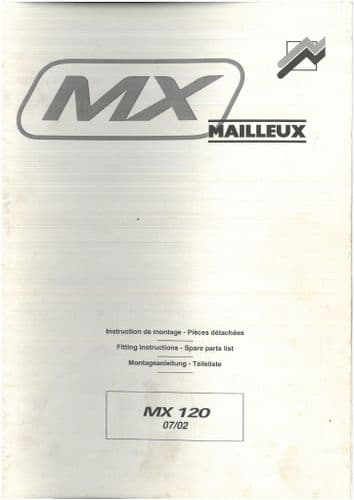 MX
MAILLEUX
Instruction de montage - Pièces détachées
Fitting Instructions - Spare parts list
Montageanleitung - Teileliste
MX 120
07/02